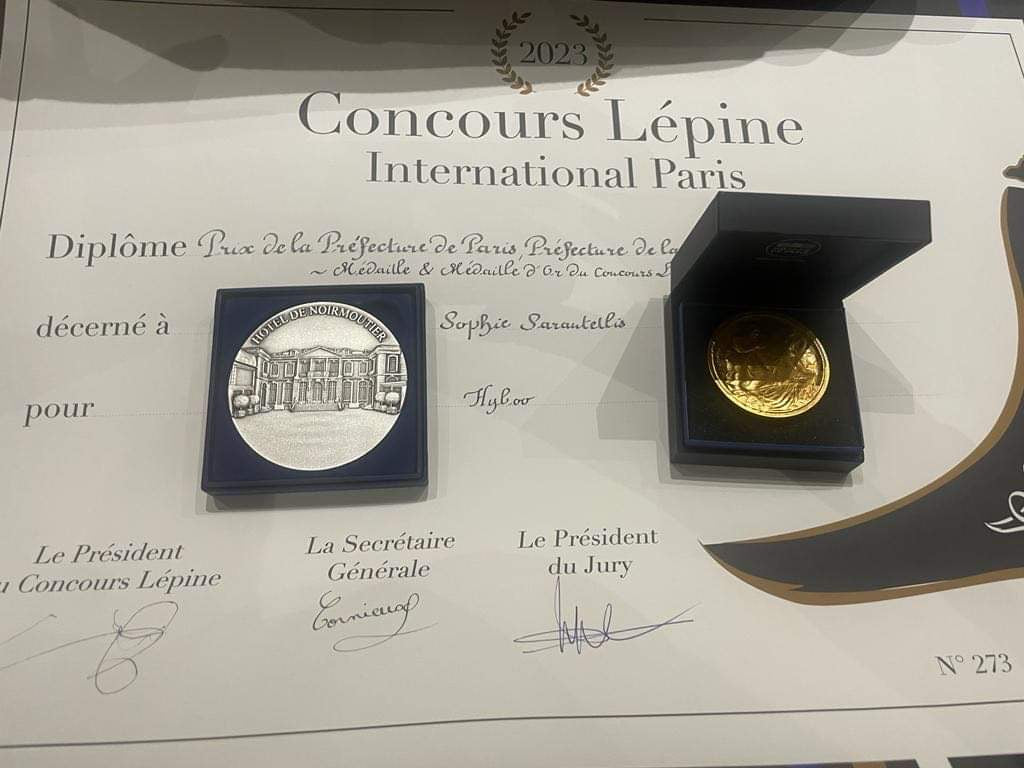 2023
Concours Lépine
International Paris
Diplôme Prix de la Préfecture de Paris, Préfecture de la
~ Médaille & Médaille d'Or du Concours
HÔTEL DE NOIRMOUTIER
décerné à Sophie Sarautellis
pour Hyboo
Le Président
Concours Lépine
La Secrétaire
Générale
Le Président
du Jury
N° 273